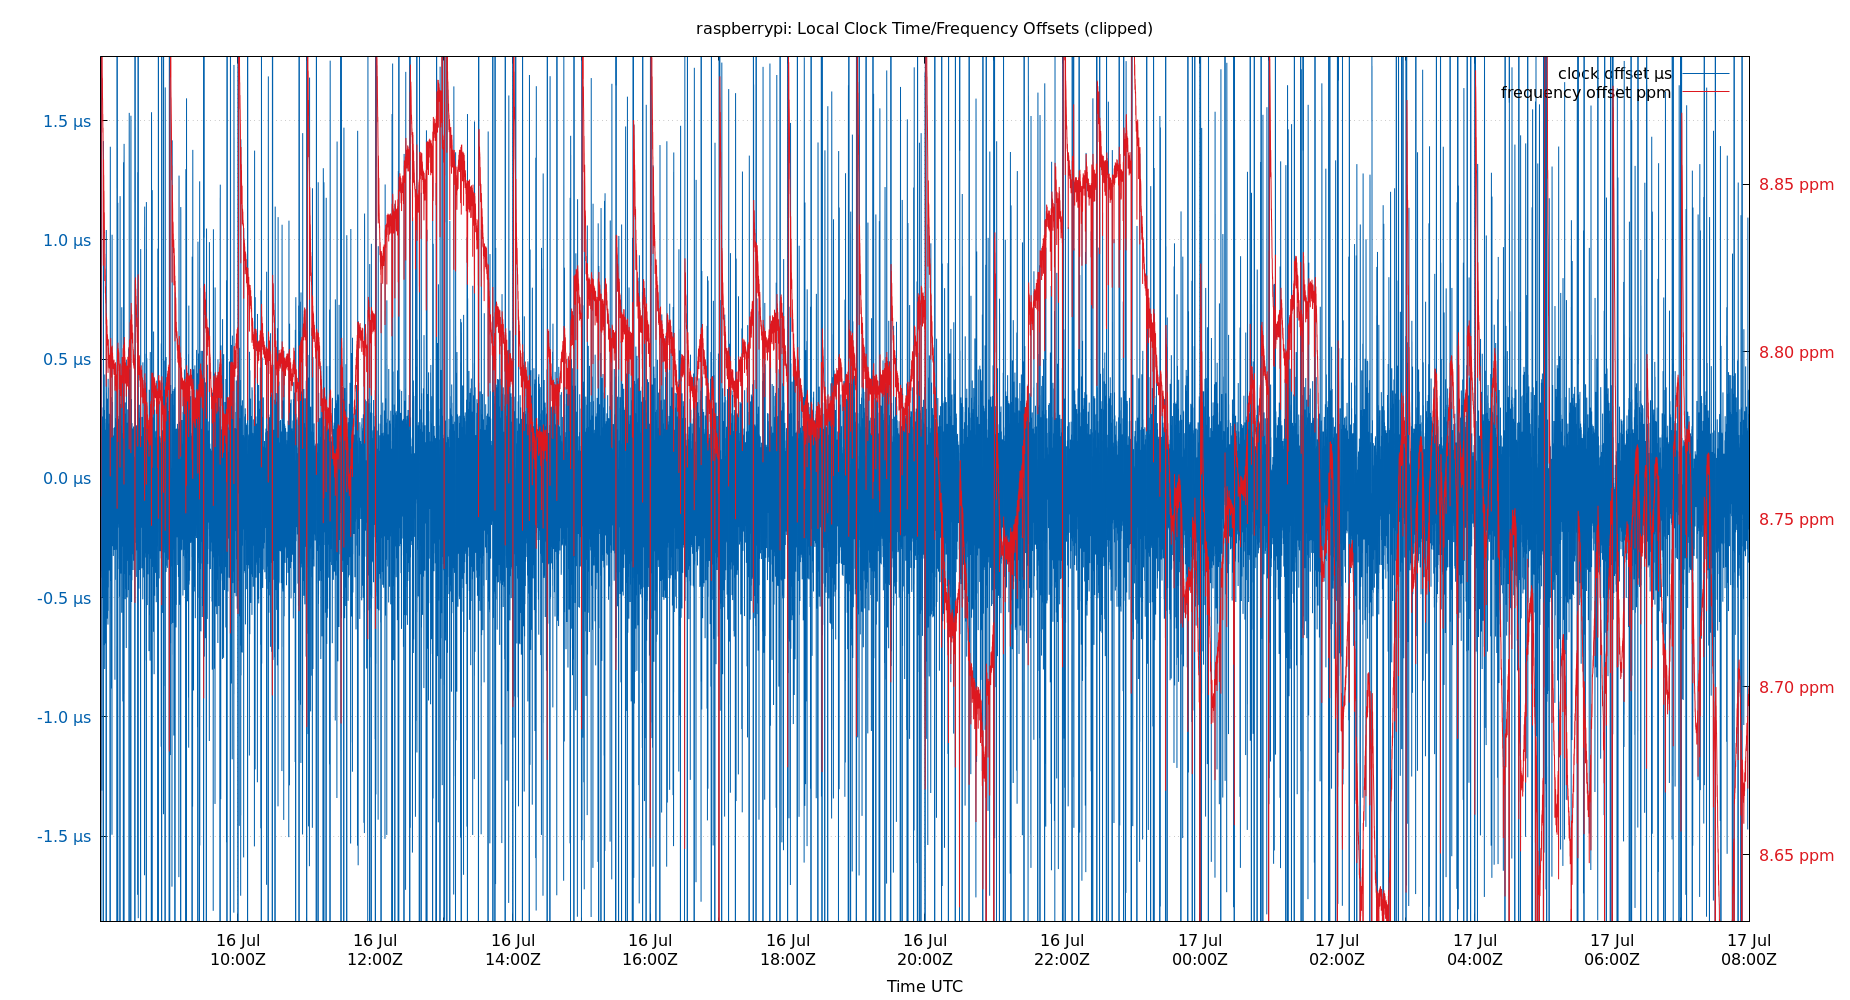 raspberrypi: Local Clock Time/Frequency Offsets (clipped)
clock offset µs
frequency offset ppm
1.5 µs
1.0 µs
0.5 µs
0.0 µs
-0.5 µs
-1.0 µs
-1.5 µs
8.85 ppm
8.80 ppm
8.75 ppm
8.70 ppm
8.65 ppm
16 Jul 16 Jul 16 Jul 16 Jul 16 Jul 16 Jul 16 Jul 17 Jul 17 Jul 17 Jul 17 Jul 17 Jul
10:00Z 12:00Z 14:00Z 16:00Z 18:00Z 20:00Z 22:00Z 00:00Z 02:00Z 04:00Z 06:00Z 08:00Z
Time UTC